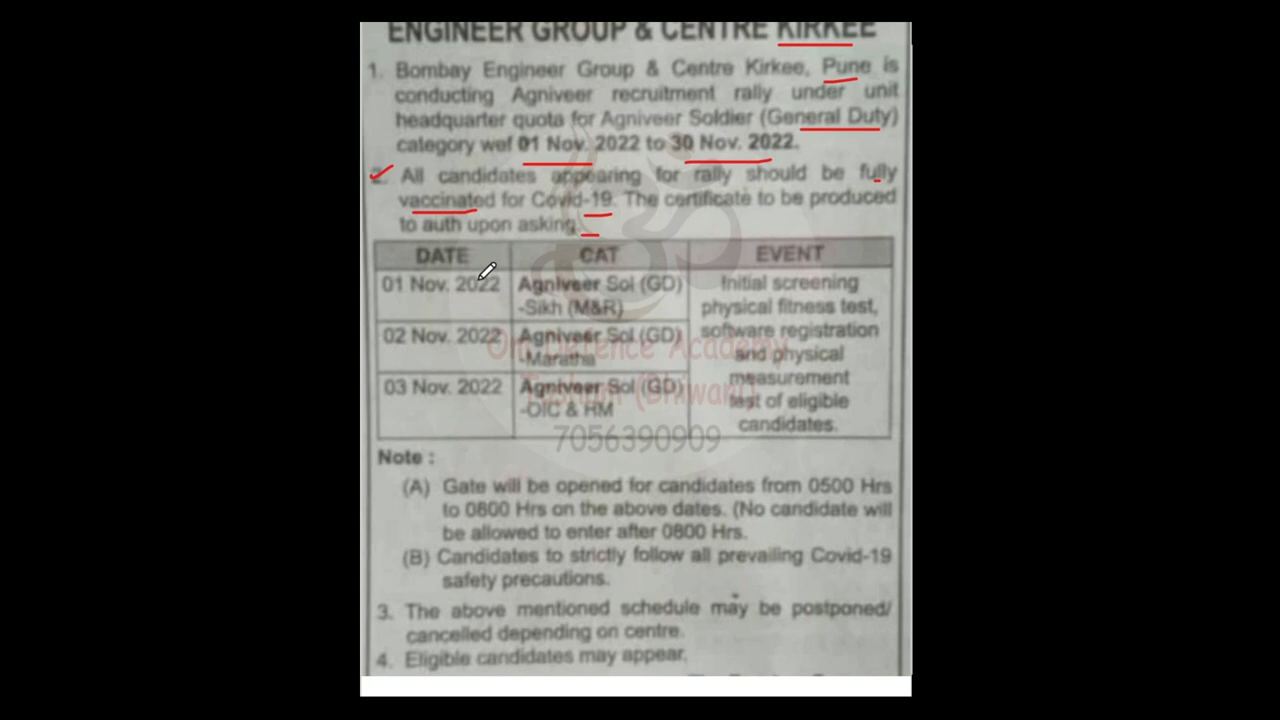 ENGINEER GROUP & CENTRE KIRKEE
1. Bombay Engineer Group & Centre Kirkee, Pune is
conducting Agniveer recruitment rally under unit
headquarter quota for Agniveer Soldier (General Duty)
category wef 01 Nov. 2022 to 30 Nov. 2022.
2. All candidates appearing for rally should be fully
vaccinated for Covid-19. The certificate to be produced
to auth upon asking.
DATE CAT EVENT
01 Nov. 2022 Agniveer Sol (GD) Initial screening
-Sikh (M&R) physical fitness test,
02 Nov. 2022 Agniveer Sol (GD) software registration
-Maratha and physical
measurement
03 Nov. 2022 Agniveer Sol (GD) test of eligible
-OIC & HM candidates.
Om Defence Academy
Tosham (Bhiwani)
7056390909
Note :
(A) Gate will be opened for candidates from 0500 Hrs
to 0800 Hrs on the above dates. (No candidate will
be allowed to enter after 0800 Hrs.
(B) Candidates to strictly follow all prevailing Covid-19
safety precautions.
3. The above mentioned schedule may be postponed/
cancelled depending on centre.
4. Eligible candidates may appear.